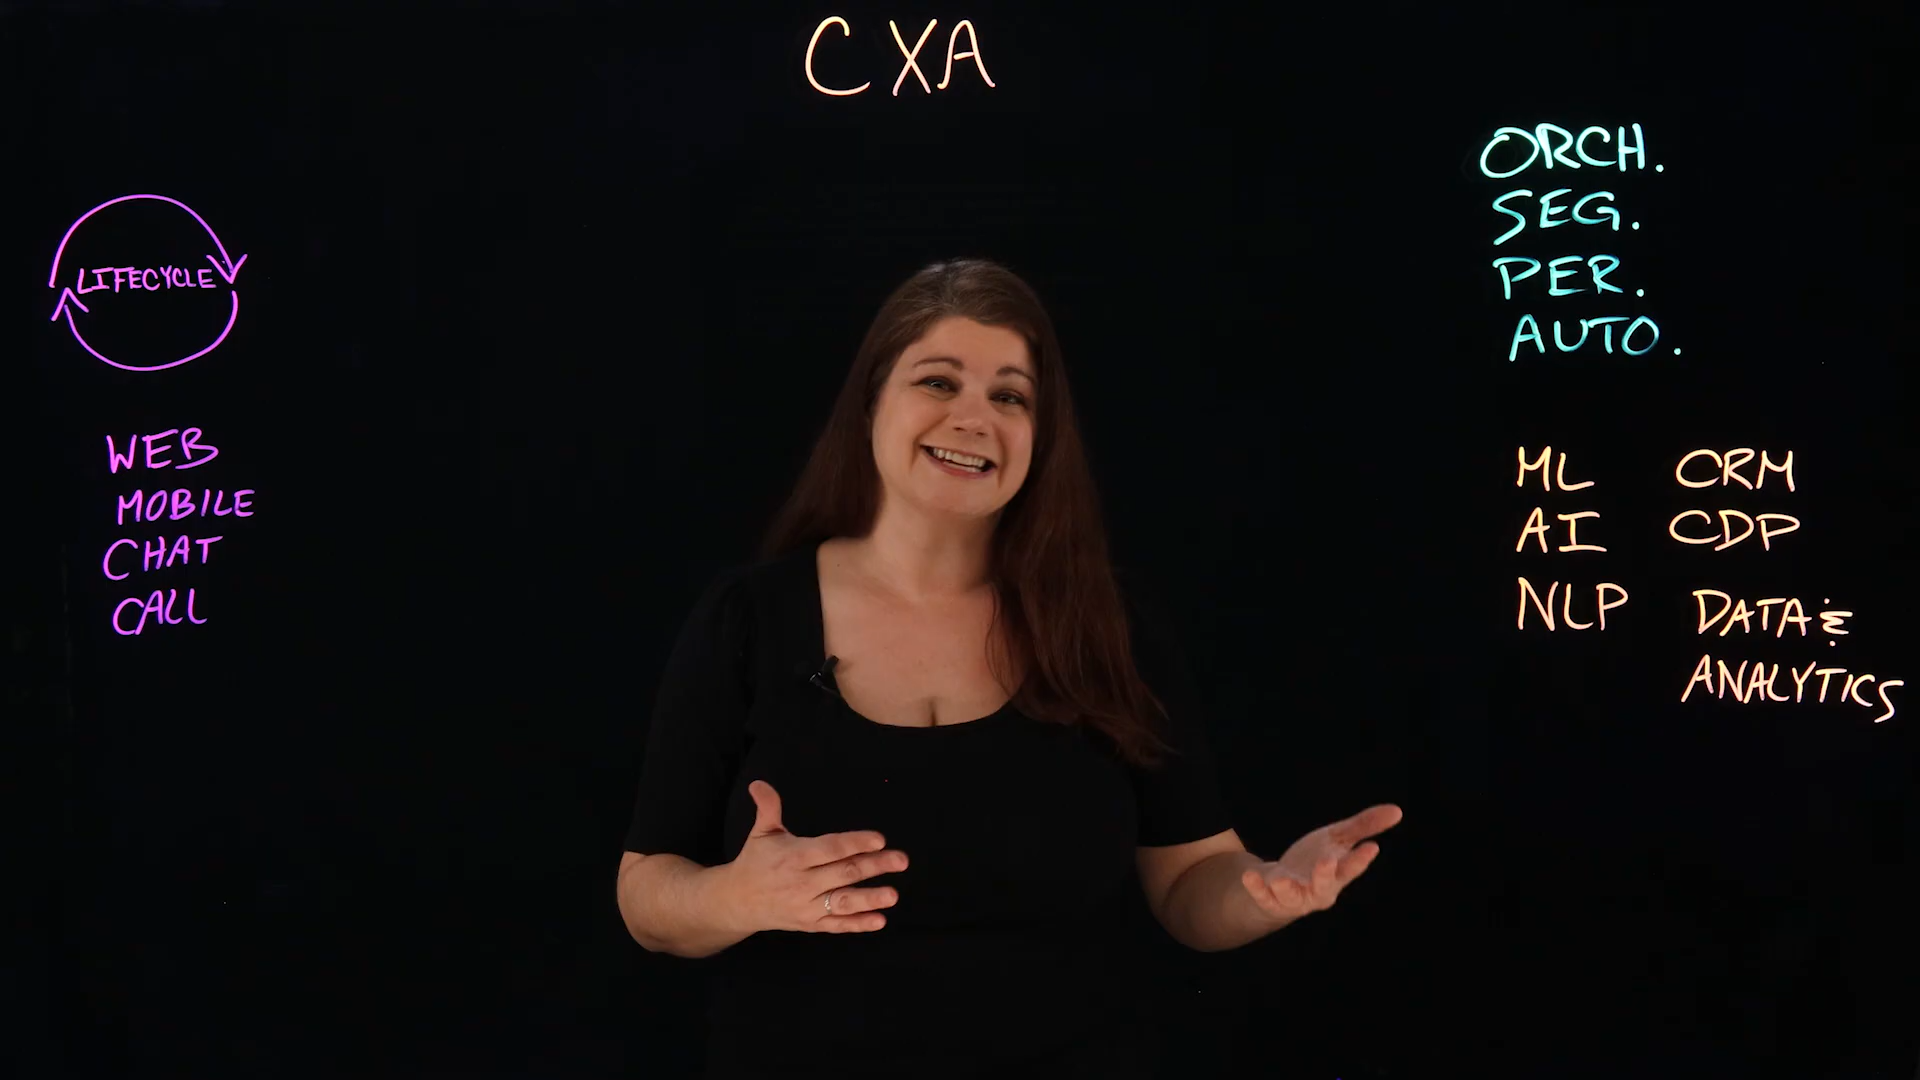 CXA
LIFECYCLE
WEB
MOBILE
CHAT
CALL
ORCH.
SEG.
PER.
AUTO.
ML CRM
AI CDP
NLP DATA &
ANALYTICS